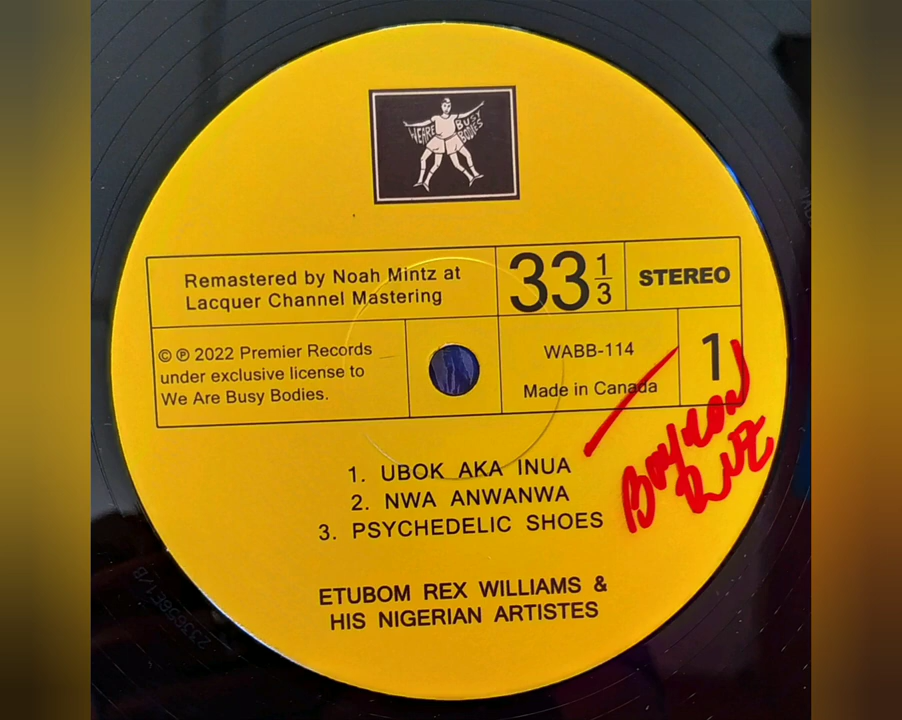 WE ARE BUSY BODIES
Remastered by Noah Mintz at
Lacquer Channel Mastering
33 1/3
STEREO
© ℗ 2022 Premier Records
under exclusive license to
We Are Busy Bodies.
WABB-114
Made in Canada
1
1. UBOK AKA INUA
2. NWA ANWANWA
3. PSYCHEDELIC SHOES
ETUBOM REX WILLIAMS &
HIS NIGERIAN ARTISTES